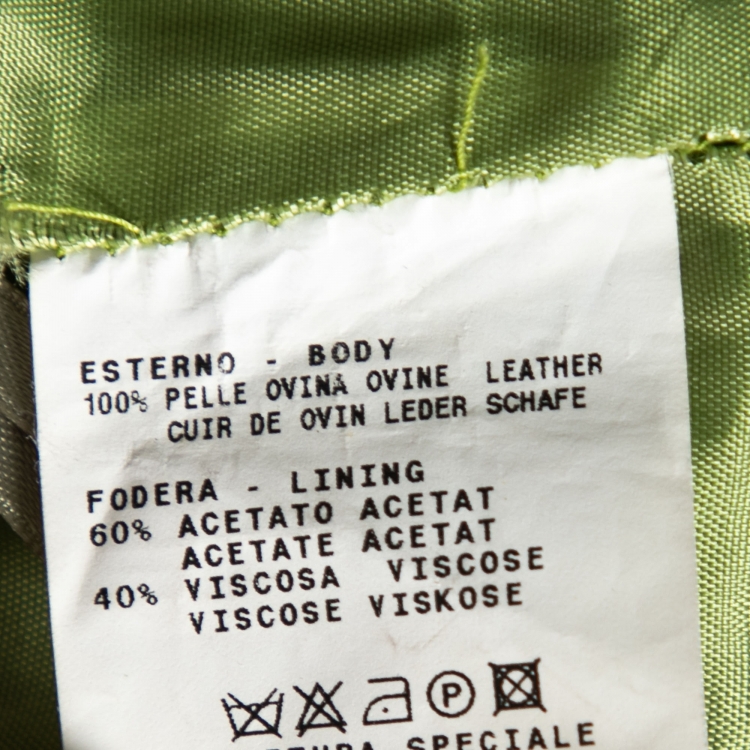 ESTERNO - BODY
100% PELLE OVINA OVINE LEATHER
CUIR DE OVIN LEDER SCHAFE
FODERA - LINING
60% ACETATO ACETAT
ACETATE ACETAT
40% VISCOSA VISCOSE
VISCOSE VISKOSE
P
SPECIALE